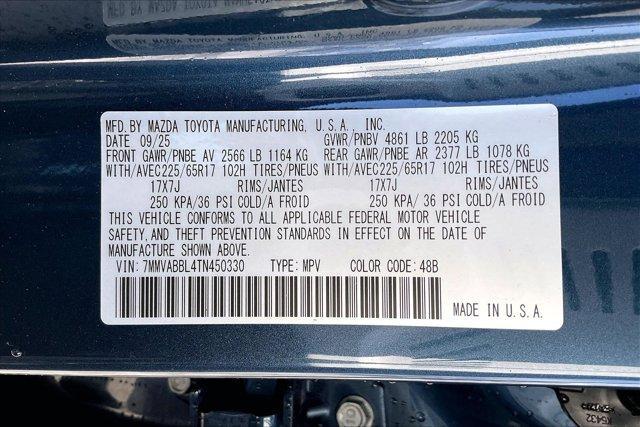 MFD. BY MAZDA TOYOTA MANUFACTURING, U.S.A. INC.
DATE 09/25 GVWR/PNBV 4861 LB 2205 KG
FRONT GAWR/PNBE AV 2566 LB 1164 KG REAR GAWR/PNBE AR 2377 LB 1078 KG
WITH/AVEC225/65R17 102H TIRES/PNEUS WITH/AVEC225/65R17 102H TIRES/PNEUS
17X7J RIMS/JANTES 17X7J RIMS/JANTES
250 KPA/36 PSI COLD/A FROID 250 KPA/ 36 PSI COLD/A FROID
THIS VEHICLE CONFORMS TO ALL APPLICABLE FEDERAL MOTOR VEHICLE
SAFETY, AND THEFT PREVENTION STANDARDS IN EFFECT ON THE DATE OF
MANUFACTURE SHOWN ABOVE.
VIN: 7MMVABBL4TN450330 TYPE: MPV COLOR CODE: 48B
MADE IN U.S.A.
K5432